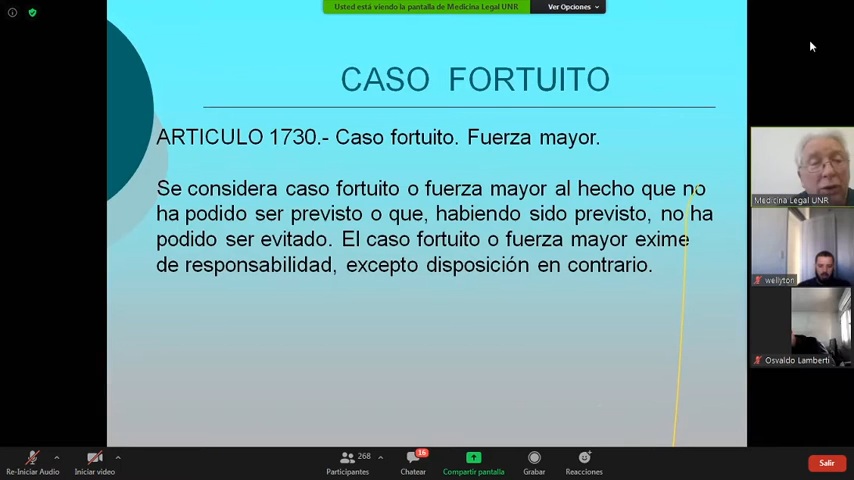 Usted está viendo la pantalla de Medicina Legal UNR
Ver Opciones
CASO FORTUITO
ARTICULO 1730.- Caso fortuito. Fuerza mayor.
Se considera caso fortuito o fuerza mayor al hecho que no
ha podido ser previsto o que, habiendo sido previsto, no ha
podido ser evitado. El caso fortuito o fuerza mayor exime
de responsabilidad, excepto disposición en contrario.
Medicina Legal UNR
wellyton
Osvaldo Lamberti
268
16
Re-Iniciar Audio
Iniciar video
Participantes
Chatear
Compartir pantalla
Grabar
Reacciones
Salir